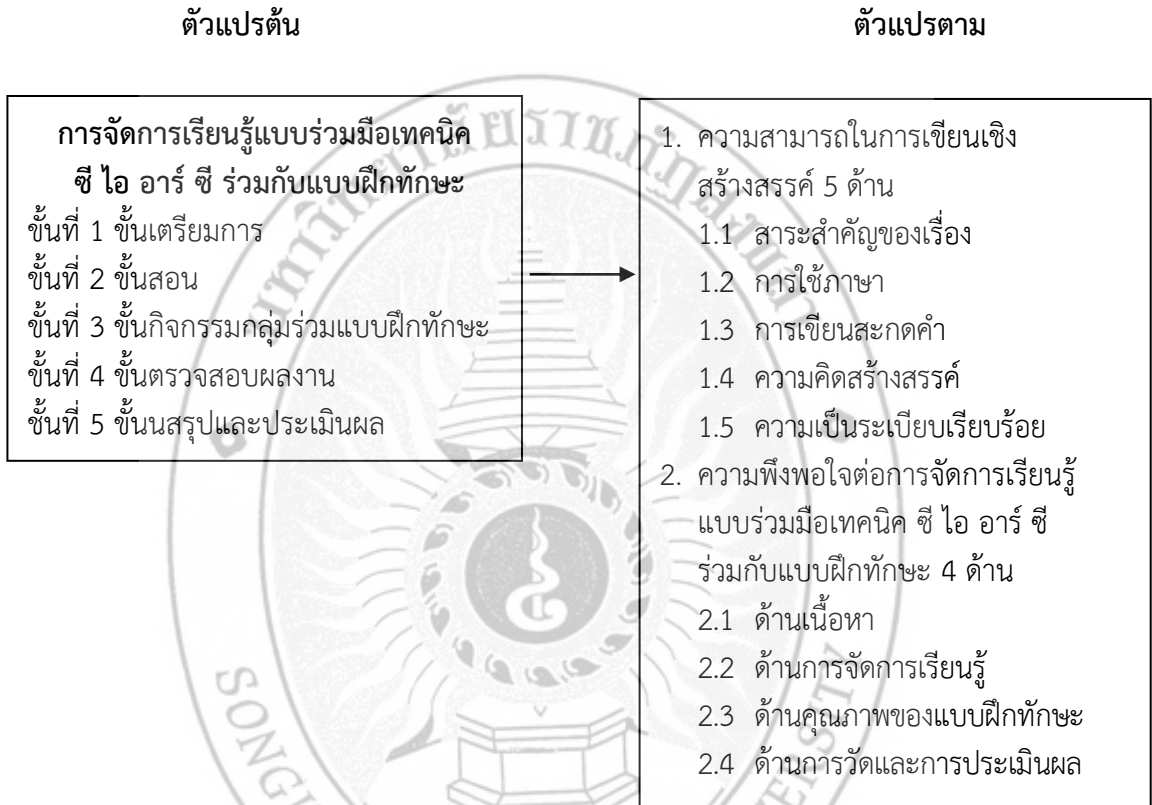 ตัวแปรต้น
ตัวแปรตาม
การจัดการเรียนรู้แบบร่วมมือเทคนิค
ซี ไอ อาร์ ซี ร่วมกับแบบฝึกทักษะ
ขั้นที่ 1 ขั้นเตรียมการ
ขั้นที่ 2 ขั้นสอน
ขั้นที่ 3 ขั้นกิจกรรมกลุ่มร่วมแบบฝึกทักษะ
ขั้นที่ 4 ขั้นตรวจสอบผลงาน
ชั้นที่ 5 ขั้นนสรุปและประเมินผล
1. ความสามารถในการเขียนเชิง
สร้างสรรค์ 5 ด้าน
1.1 สาระสำคัญของเรื่อง
1.2 การใช้ภาษา
1.3 การเขียนสะกดคำ
1.4 ความคิดสร้างสรรค์
1.5 ความเป็นระเบียบเรียบร้อย
2. ความพึงพอใจต่อการจัดการเรียนรู้
แบบร่วมมือเทคนิค ซี ไอ อาร์ ซี
ร่วมกับแบบฝึกทักษะ 4 ด้าน
2.1 ด้านเนื้อหา
2.2 ด้านการจัดการเรียนรู้
2.3 ด้านคุณภาพของแบบฝึกทักษะ
2.4 ด้านการวัดและการประเมินผล